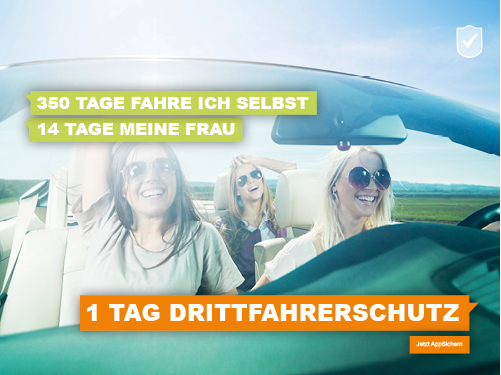 350 TAGE FAHRE ICH SELBST
14 TAGE MEINE FRAU
1 TAG DRITTFAHRERSCHUTZ
Jetzt AppSichern